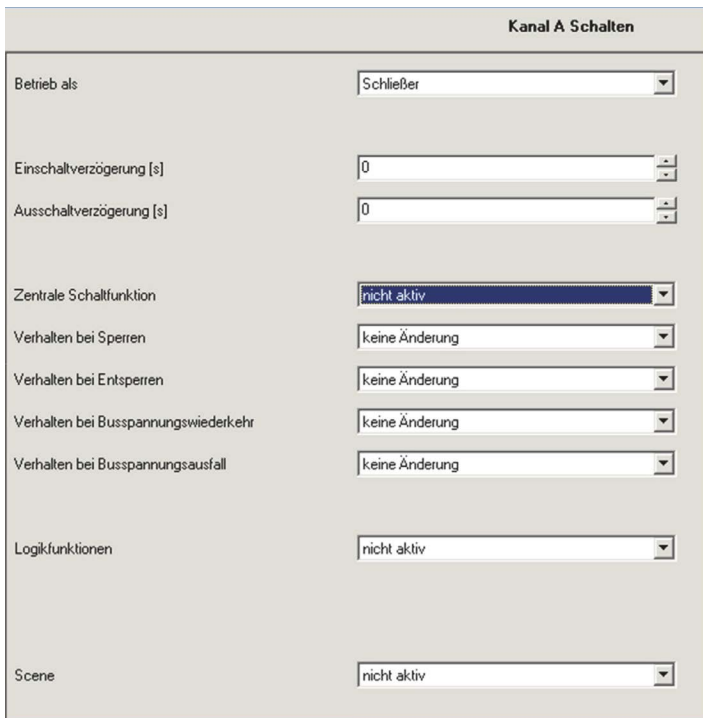 Kanal A Schalten
Betrieb als Schließer
Einschaltverzögerung [s] 0
Ausschaltverzögerung [s] 0
Zentrale Schaltfunktion nicht aktiv
Verhalten bei Sperren keine Änderung
Verhalten bei Entsperren keine Änderung
Verhalten bei Busspannungswiederkehr keine Änderung
Verhalten bei Busspannungsausfall keine Änderung
Logikfunktionen nicht aktiv
Scene nicht aktiv